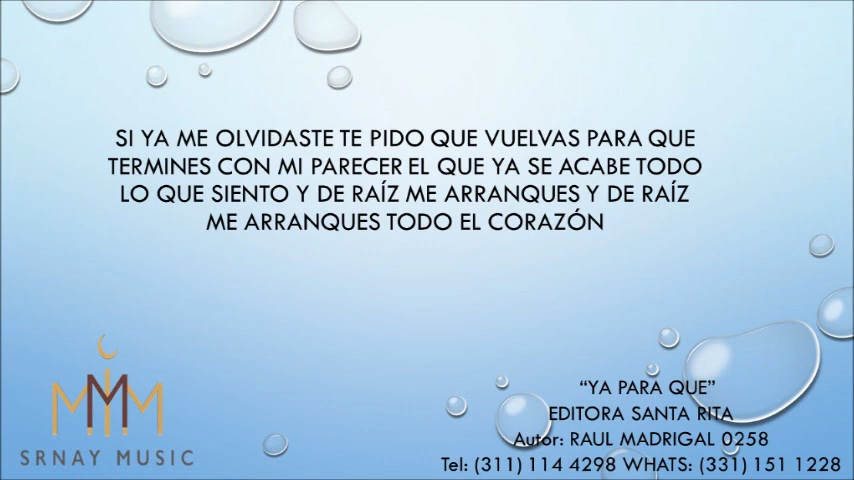 SI YA ME OLVIDASTE TE PIDO QUE VUELVAS PARA QUE
TERMINES CON MI PARECER EL QUE YA SE ACABE TODO
LO QUE SIENTO Y DE RAÍZ ME ARRANQUES Y DE RAÍZ
ME ARRANQUES TODO EL CORAZÓN
MMM
SRNAY MUSIC
“YA PARA QUE”
EDITORA SANTA RITA
Autor: RAUL MADRIGAL 0258
Tel: (311) 114 4298 WHATS: (331) 151 1228